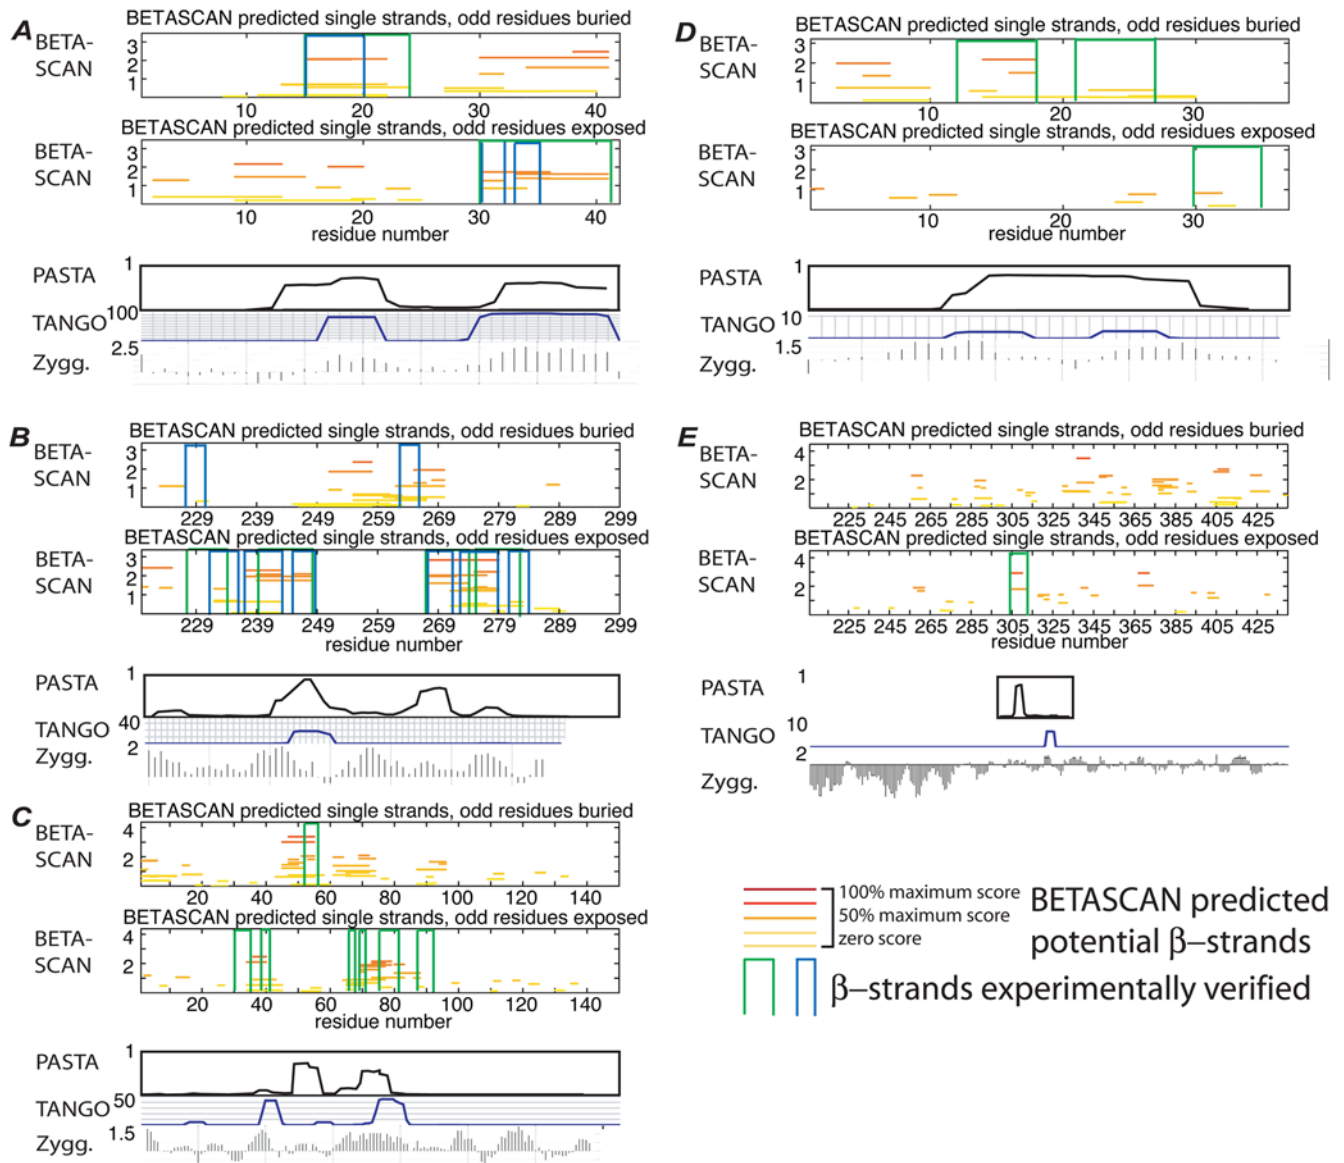 A
BETASCAN predicted single strands, odd residues buried
BETA-
SCAN
3
2
1
10 20 30 40
BETASCAN predicted single strands, odd residues exposed
BETA-
SCAN
3
2
1
10 20 30 40
residue number
PASTA
1
TANGO
100
Zygg.
2.5
B
BETASCAN predicted single strands, odd residues buried
BETA-
SCAN
3
2
1
229 239 249 259 269 279 289 299
BETASCAN predicted single strands, odd residues exposed
BETA-
SCAN
3
2
1
229 239 249 259 269 279 289 299
residue number
PASTA
1
TANGO
40
Zygg.
2
C
BETASCAN predicted single strands, odd residues buried
BETA-
SCAN
4
2
20 40 60 80 100 120 140
BETASCAN predicted single strands, odd residues exposed
BETA-
SCAN
4
2
20 40 60 80 100 120 140
residue number
PASTA
1
TANGO
50
Zygg.
1.5
D
BETASCAN predicted single strands, odd residues buried
BETA-
SCAN
3
2
1
10 20 30
BETASCAN predicted single strands, odd residues exposed
BETA-
SCAN
3
2
1
10 20 30
residue number
PASTA
1
TANGO
10
Zygg.
1.5
E
BETASCAN predicted single strands, odd residues buried
BETA-
SCAN
4
2
225 245 265 285 305 325 345 365 385 405 425
BETASCAN predicted single strands, odd residues exposed
BETA-
SCAN
4
2
225 245 265 285 305 325 345 365 385 405 425
residue number
PASTA
1
TANGO
10
Zygg.
2
100% maximum score
50% maximum score
zero score
BETASCAN predicted
potential β–strands
β–strands experimentally verified